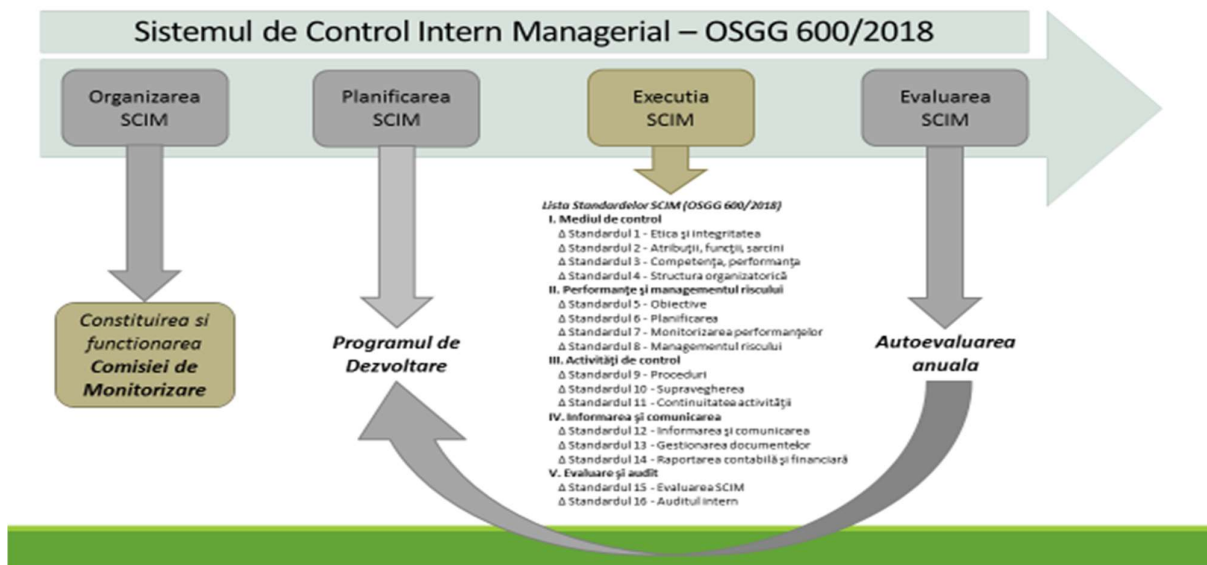 Sistemul de Control Intern Managerial – OSGG 600/2018
Organizarea
SCIM
Planificarea
SCIM
Executia
SCIM
Evaluarea
SCIM
Constituirea si
functionarea
Comisiei de
Monitorizare
Programul de
Dezvoltare
Lista Standardelor SCIM (OSGG 600/2018)
I. Mediul de control
Δ Standardul 1 - Etica și integritatea
Δ Standardul 2 - Atribuții, funcții, sarcini
Δ Standardul 3 - Competența, performanța
Δ Standardul 4 - Structura organizatorică
II. Performanțe și managementul riscului
Δ Standardul 5 - Obiective
Δ Standardul 6 - Planificarea
Δ Standardul 7 - Monitorizarea performanțelor
Δ Standardul 8 - Managementul riscului
III. Activități de control
Δ Standardul 9 - Proceduri
Δ Standardul 10 - Supravegherea
Δ Standardul 11 - Continuitatea activității
IV. Informarea și comunicarea
Δ Standardul 12 - Informarea și comunicarea
Δ Standardul 13 - Gestionarea documentelor
Δ Standardul 14 - Raportarea contabilă și financiară
V. Evaluare și audit
Δ Standardul 15 - Evaluarea SCIM
Δ Standardul 16 - Auditul intern
Autoevaluarea
anuala